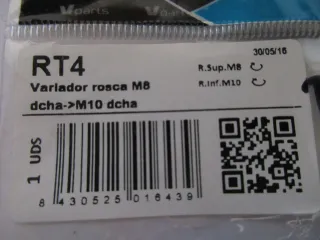 Vparts
30/05/16
RT4
Variador rosca M8
dcha->M10 dcha
R.Sup.M8
R.Inf.M10
1 UDS
8 430525 016439